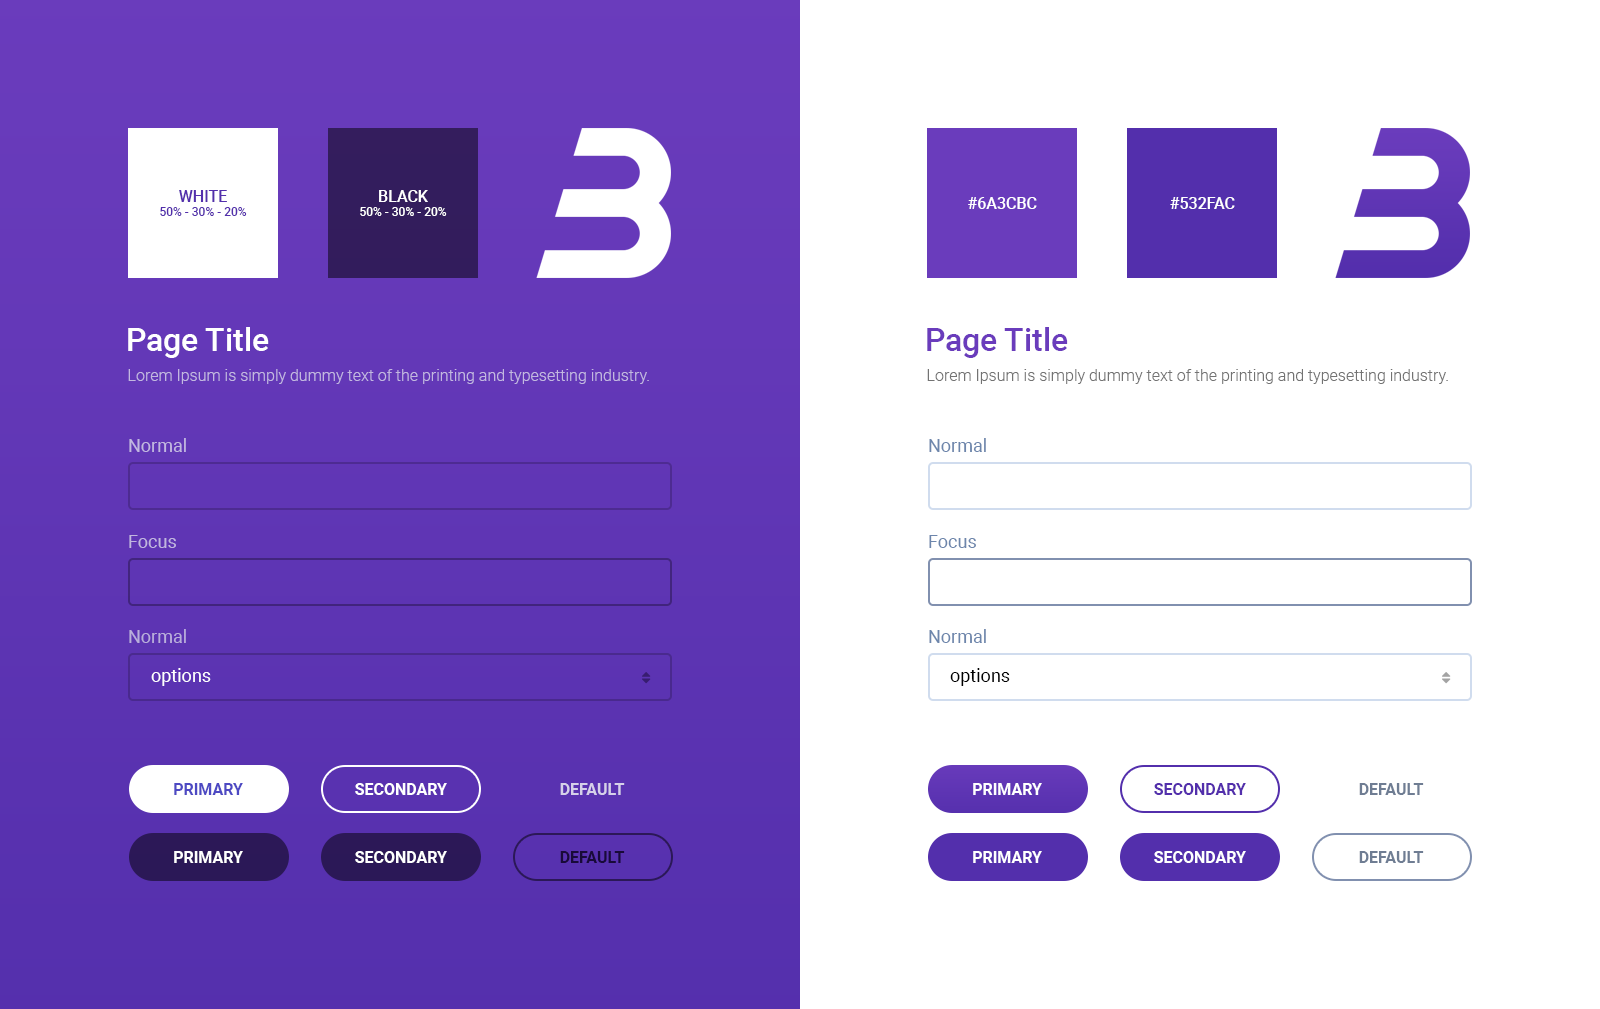 WHITE
50% - 30% - 20%
BLACK
50% - 30% - 20%
Page Title
Lorem Ipsum is simply dummy text of the printing and typesetting industry.
Normal
Focus
Normal
options
PRIMARY
SECONDARY
DEFAULT
PRIMARY
SECONDARY
DEFAULT
#6A3CBC
#532FAC
Page Title
Lorem Ipsum is simply dummy text of the printing and typesetting industry.
Normal
Focus
Normal
options
PRIMARY
SECONDARY
DEFAULT
PRIMARY
SECONDARY
DEFAULT